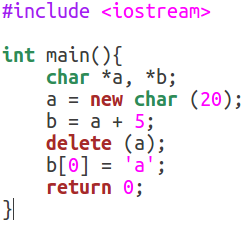 #include <iostream>

int main(){
    char *a, *b;
    a = new char (20);
    b = a + 5;
    delete (a);
    b[0] = 'a';
    return 0;
}